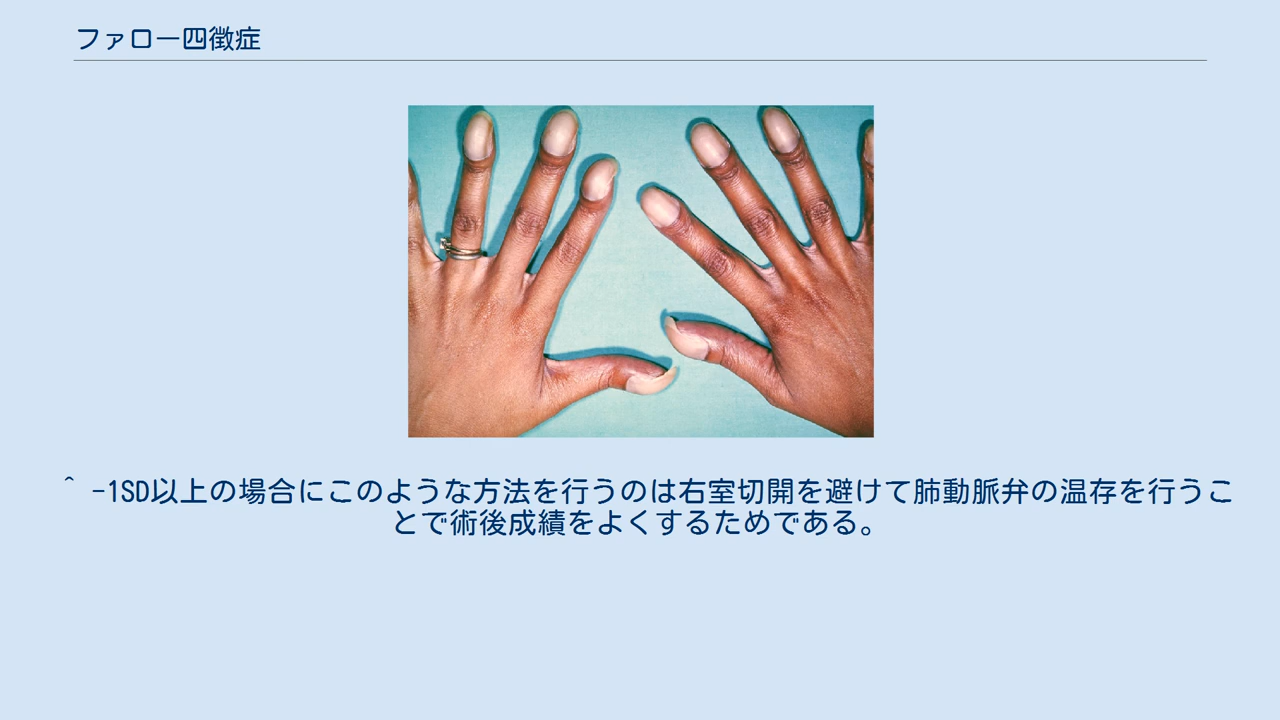 ファロー四徴症
^ -1SD以上の場合にこのような方法を行うのは右室切開を避けて肺動脈弁の温存を行うこ
とで術後成績をよくするためである。